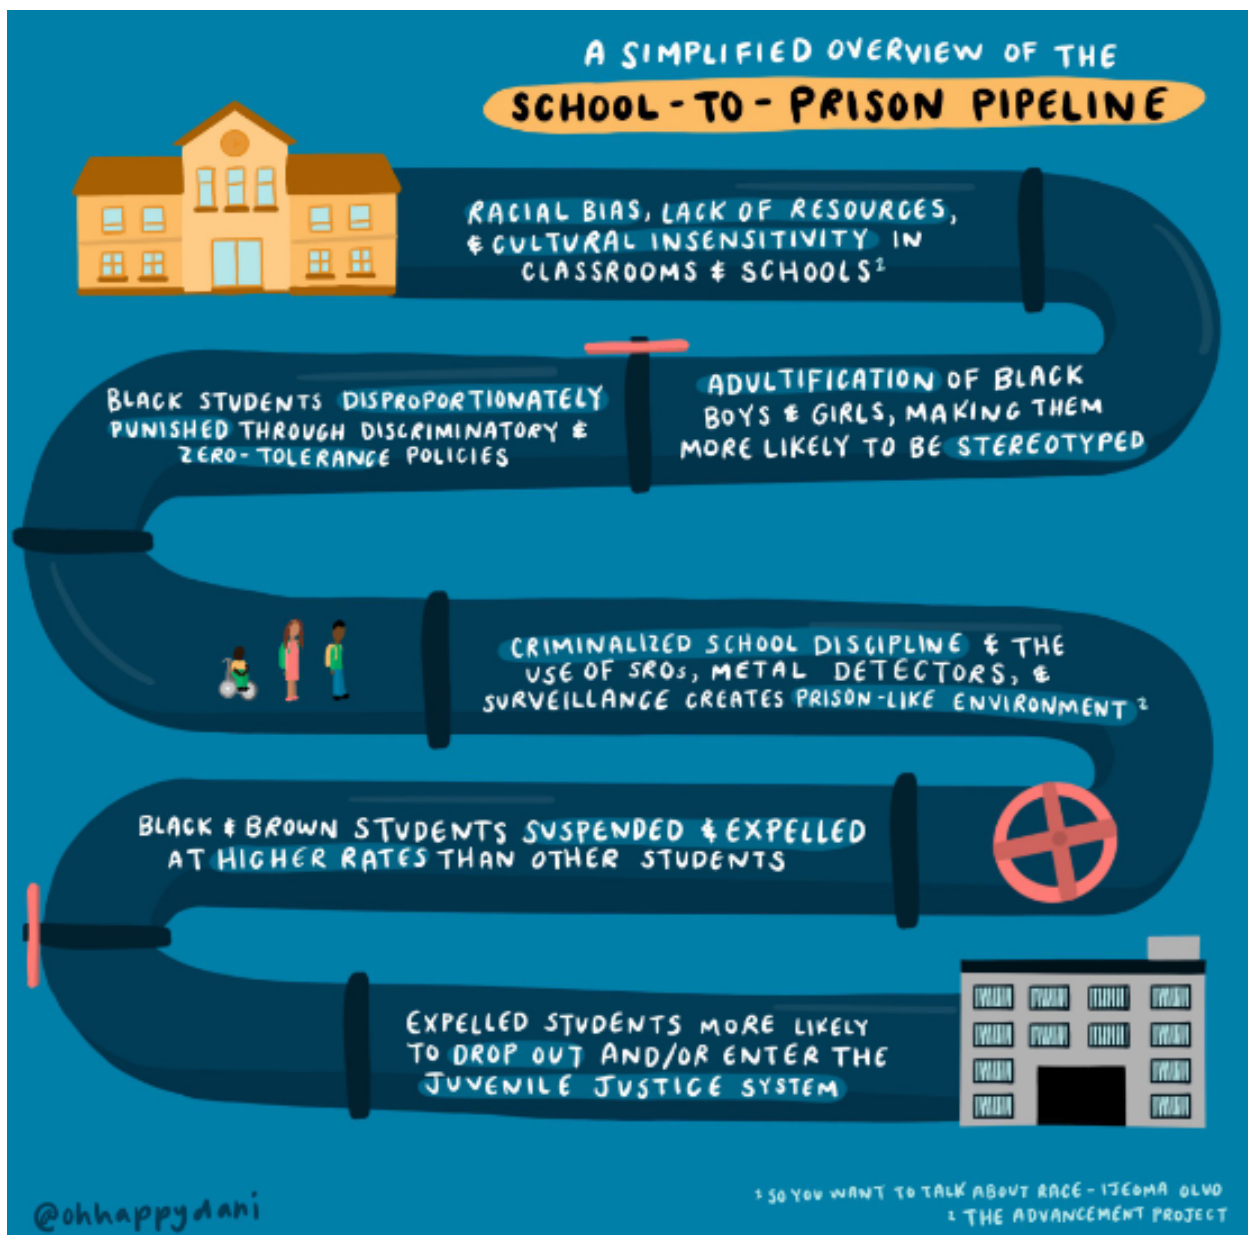 A SIMPLIFIED OVERVIEW OF THE
SCHOOL-TO-PRISON PIPELINE
RACIAL BIAS, LACK OF RESOURCES,
& CULTURAL INSENSITIVITY IN
CLASSROOMS & SCHOOLS¹
ADULTIFICATION OF BLACK
BOYS & GIRLS, MAKING THEM
MORE LIKELY TO BE STEREOTYPED
BLACK STUDENTS DISPROPORTIONATELY
PUNISHED THROUGH DISCRIMINATORY &
ZERO-TOLERANCE POLICIES
CRIMINALIZED SCHOOL DISCIPLINE & THE
USE OF SROs, METAL DETECTORS, &
SURVEILLANCE CREATES PRISON-LIKE ENVIRONMENT²
BLACK & BROWN STUDENTS SUSPENDED & EXPELLED
AT HIGHER RATES THAN OTHER STUDENTS
EXPELLED STUDENTS MORE LIKELY
TO DROP OUT AND/OR ENTER THE
JUVENILE JUSTICE SYSTEM
@ohhappydani
¹ SO YOU WANT TO TALK ABOUT RACE - IJEOMA OLUO
² THE ADVANCEMENT PROJECT